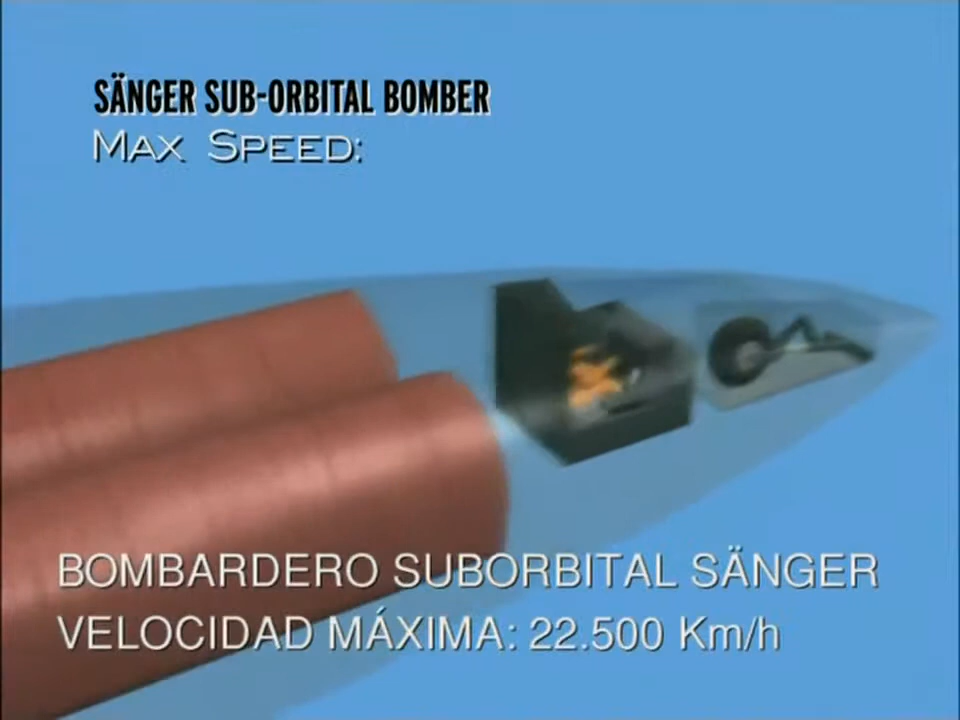 SÄNGER SUB-ORBITAL BOMBER
MAX SPEED:
BOMBARDERO SUBORBITAL SÄNGER
VELOCIDAD MÁXIMA: 22.500 Km/h